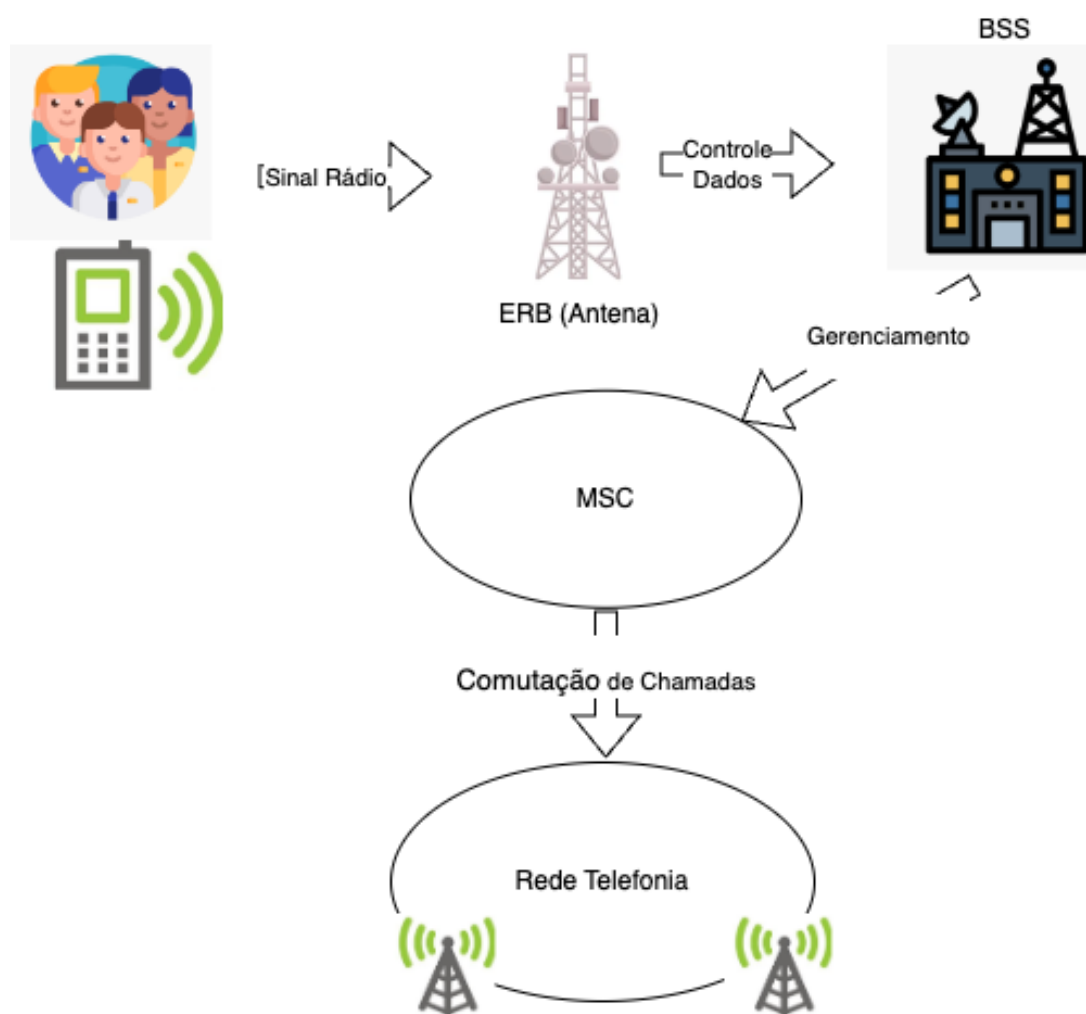 BSS
[Sinal Rádio
Controle
Dados
ERB (Antena)
Gerenciamento
MSC
Comutação de Chamadas
Rede Telefonia